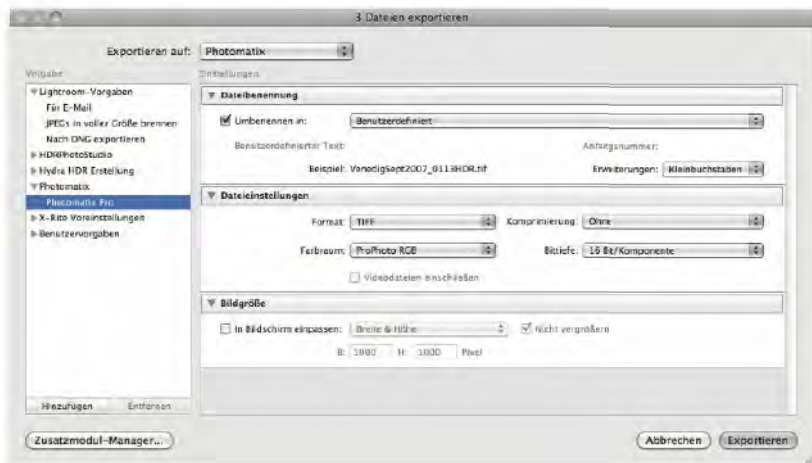 3 Dateien exportieren
Exportieren auf: Photomatix
Vorgabe:
Einstellungen:
Lightroom-Vorgaben
Für E-Mail
JPEGs in voller Größe brennen
Nach DNG exportieren
HDRPhotoStudio
Hydra HDR Erstellung
Photomatix
Photomatix Pro
X-Rite Voreinstellungen
Benutzervorgaben
Hinzufügen Entfernen
Dateibenennung
Umbenennen in: Benutzerdefiniert
Benutzerdefinierter Text: Anfangsnummer:
Beispiel: VenedigSept2007_0113HDR.tif Erweiterungen: Kleinbuchstaben
Dateieinstellungen
Format: TIFF Komprimierung: Ohne
Farbraum: ProPhoto RGB Bittiefe: 16 Bit/Komponente
Videodateien einschließen
Bildgröße
In Bildschirm einpassen: Breite & Höhe Nicht vergrößern
B: 1000 H: 1000 Pixel
Zusatzmodul-Manager... Abbrechen Exportieren